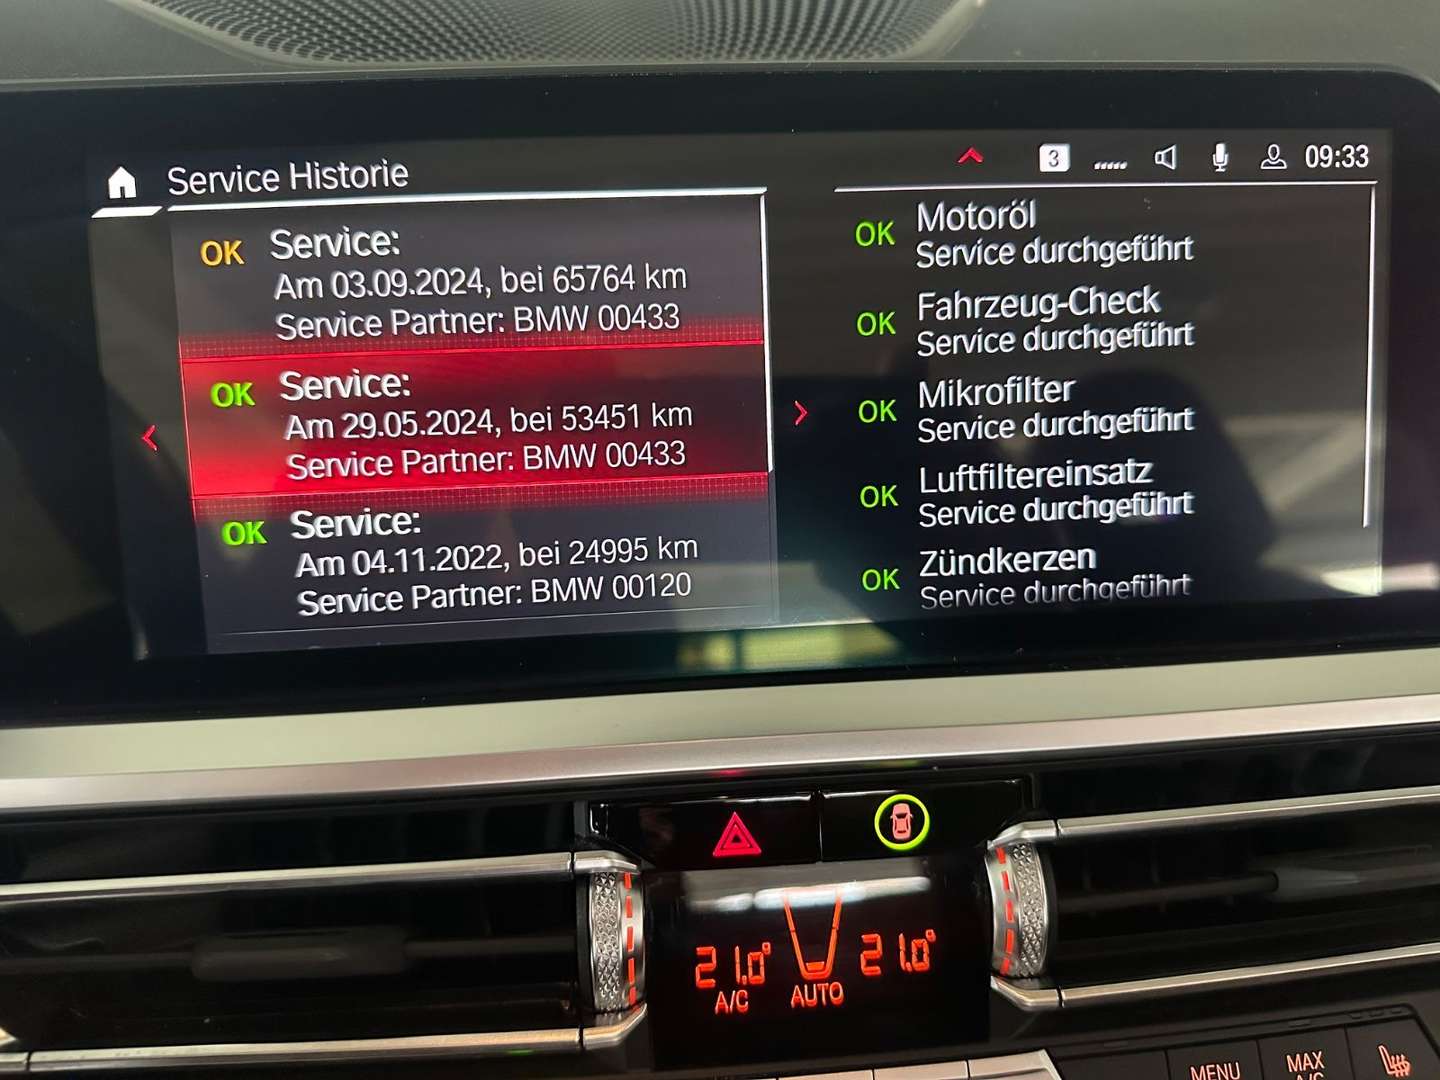 Service Historie
3
09:33
OK Service:
Am 03.09.2024, bei 65764 km
Service Partner: BMW 00433
OK Service:
Am 29.05.2024, bei 53451 km
Service Partner: BMW 00433
OK Service:
Am 04.11.2022, bei 24995 km
Service Partner: BMW 00120
OK Motoröl
Service durchgeführt
OK Fahrzeug-Check
Service durchgeführt
OK Mikrofilter
Service durchgeführt
OK Luftfiltereinsatz
Service durchgeführt
OK Zündkerzen
Service durchgeführt
21.0° 21.0°
A/C AUTO
MENU
MAX
A/C